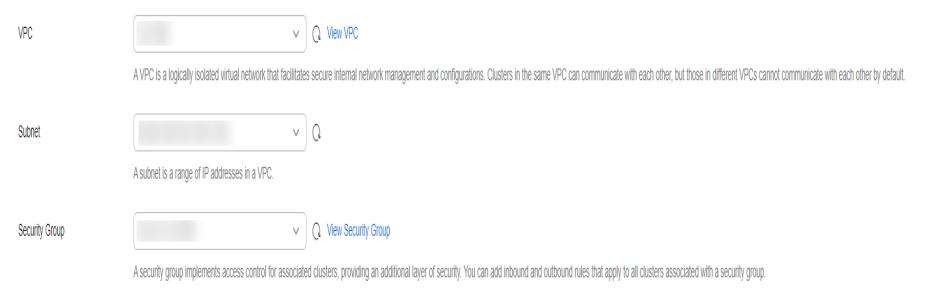 VPC
View VPC
A VPC is a logically isolated virtual network that facilitates secure internal network management and configurations. Clusters in the same VPC can communicate with each other, but those in different VPCs cannot communicate with each other by default.
Subnet
A subnet is a range of IP addresses in a VPC.
Security Group
View Security Group
A security group implements access control for associated clusters, providing an additional layer of security. You can add inbound and outbound rules that apply to all clusters associated with a security group.